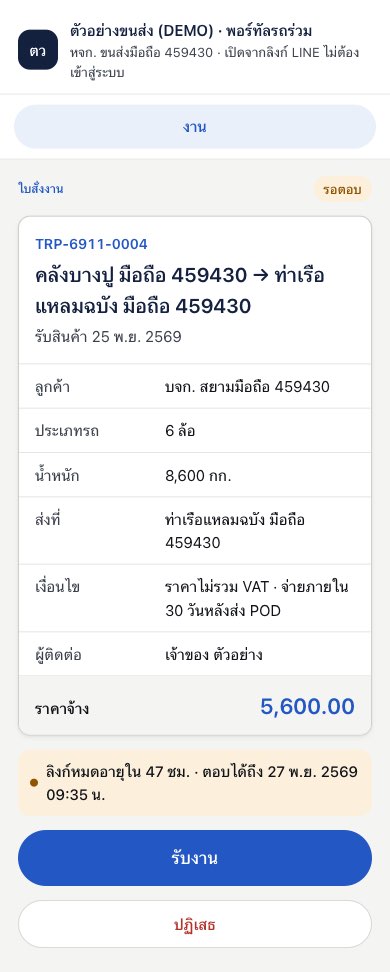 ตว
ตัวอย่างขนส่ง (DEMO) · พอร์ทัลรถร่วม
หจก. ขนส่งมือถือ 459430 · เปิดจากลิงก์ LINE ไม่ต้อง
เข้าสู่ระบบ
งาน
ใบสั่งงาน
รอตอบ
TRP-6911-0004
คลังบางปู มือถือ 459430 → ท่าเรือ
แหลมฉบัง มือถือ 459430
รับสินค้า 25 พ.ย. 2569
ลูกค้า บจก. สยามมือถือ 459430
ประเภทรถ 6 ล้อ
น้ำหนัก 8,600 กก.
ส่งที่ ท่าเรือแหลมฉบัง มือถือ
459430
เงื่อนไข ราคาไม่รวม VAT · จ่ายภายใน
30 วันหลังส่ง POD
ผู้ติดต่อ เจ้าของ ตัวอย่าง
ราคาจ้าง 5,600.00
ลิงก์หมดอายุใน 47 ชม. · ตอบได้ถึง 27 พ.ย. 2569
09:35 น.
รับงาน
ปฏิเสธ